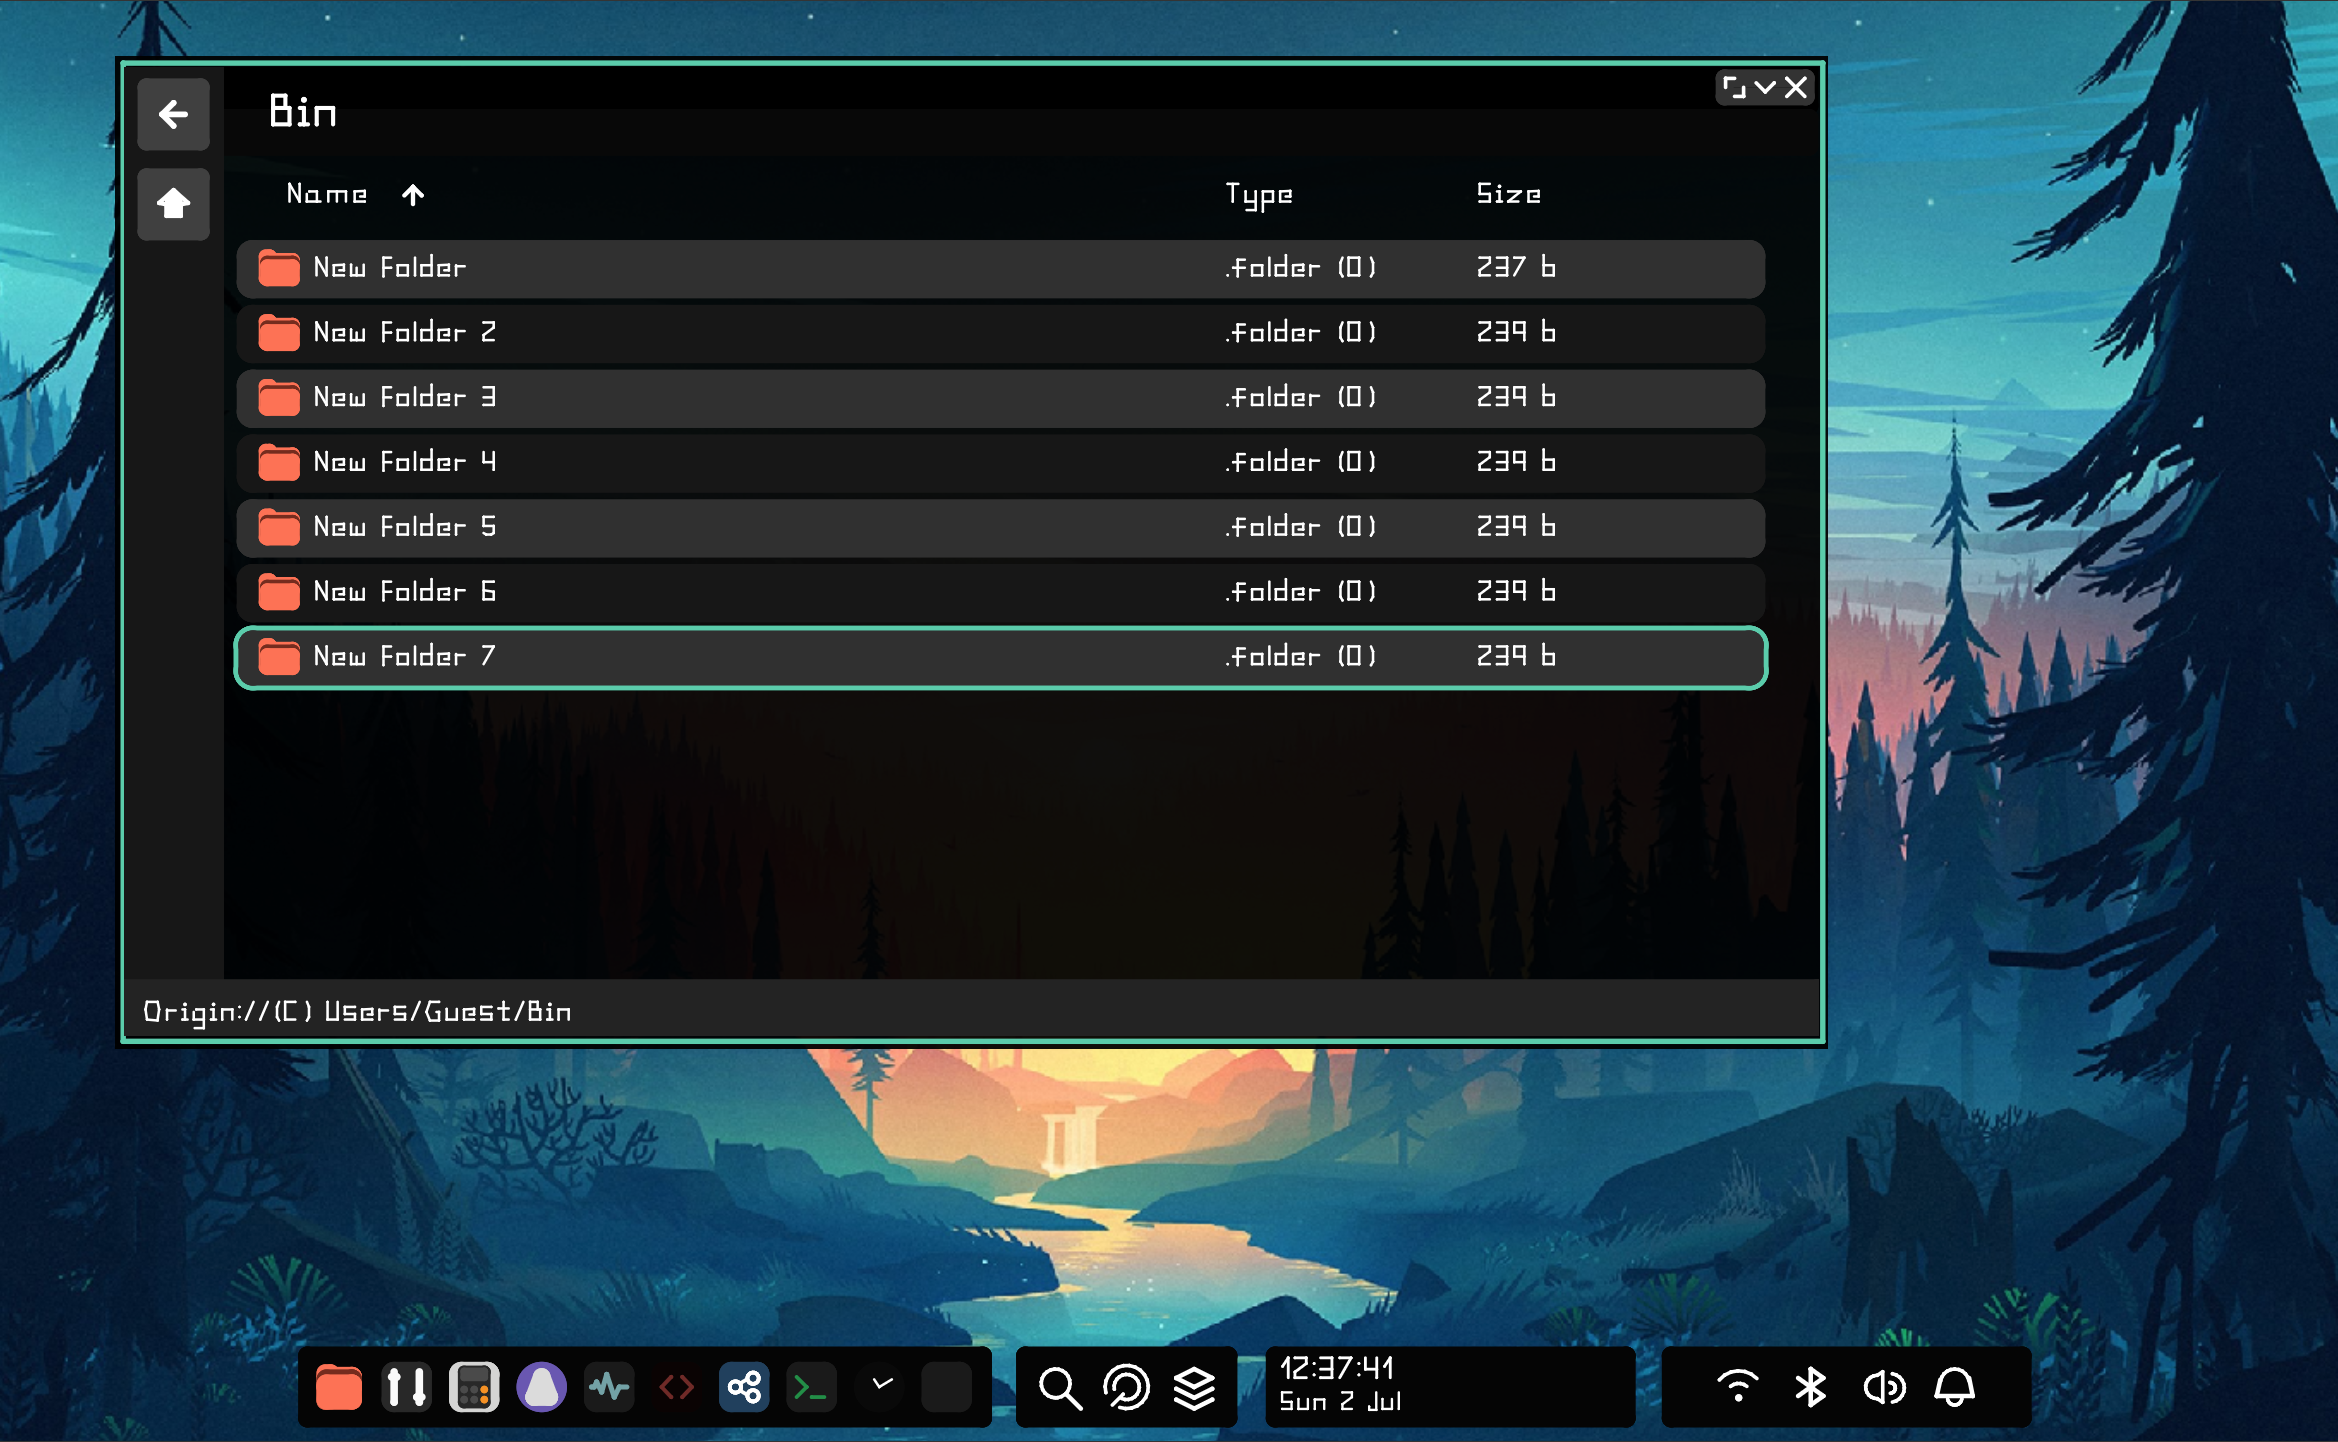 Bin
Name Type Size
New Folder .folder (0) 237 b
New Folder 2 .folder (0) 239 b
New Folder 3 .folder (0) 239 b
New Folder 4 .folder (0) 239 b
New Folder 5 .folder (0) 239 b
New Folder 6 .folder (0) 239 b
New Folder 7 .folder (0) 239 b
Origin://(C) Users/Guest/Bin
12:37:41
Sun 2 Jul